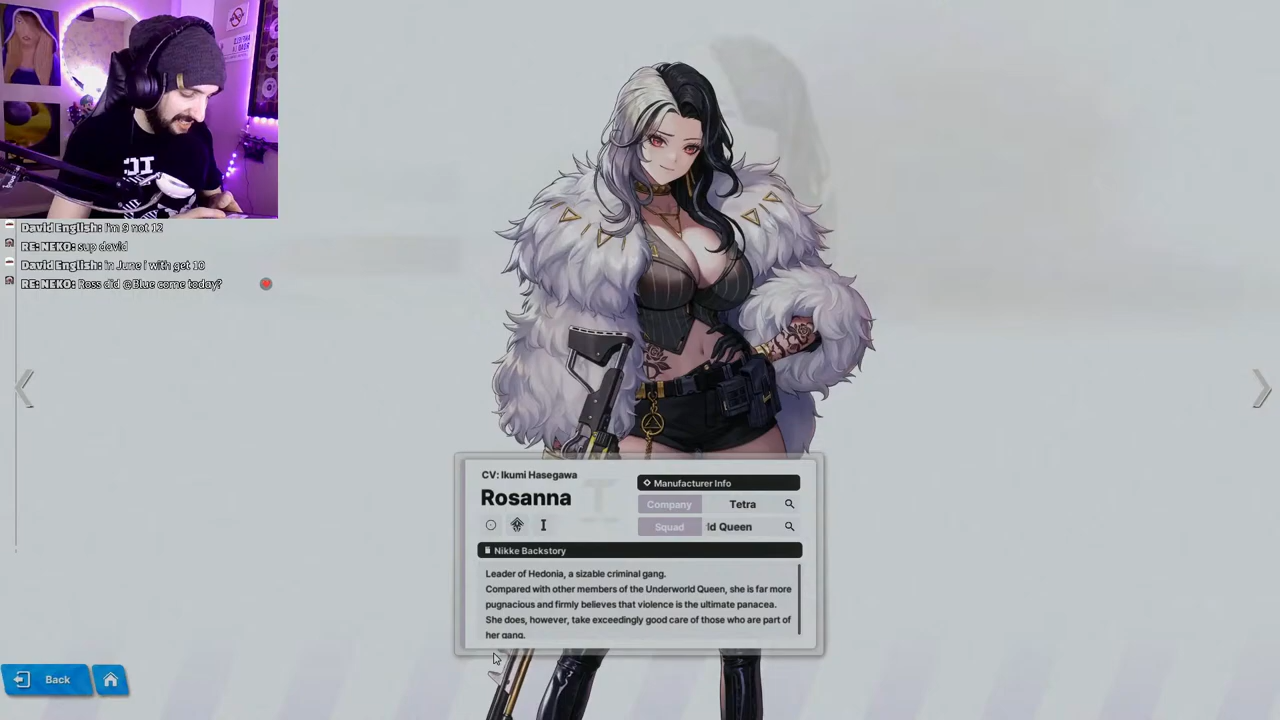 David English: I'm 9 not 12
RE: NEKO: sup david
David English: in June i with get 10
RE: NEKO: Ross did @Blue come today?
CV: Ikumi Hasegawa
Rosanna
Manufacturer Info
Company Tetra
Squad ld Queen
Nikke Backstory
Leader of Hedonia, a sizable criminal gang.
Compared with other members of the Underworld Queen, she is far more
pugnacious and firmly believes that violence is the ultimate panacea.
She does, however, take exceedingly good care of those who are part of
her gang.
Back